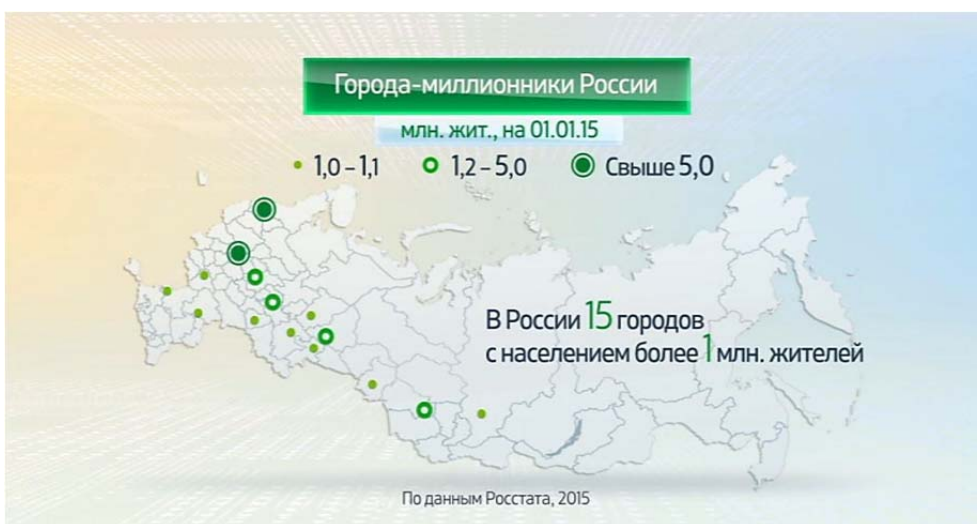 Города-миллионники России
млн. жит., на 01.01.15
1,0 – 1,1 1,2 – 5,0 Свыше 5,0
В России 15 городов
с населением более 1 млн. жителей
По данным Росстата, 2015